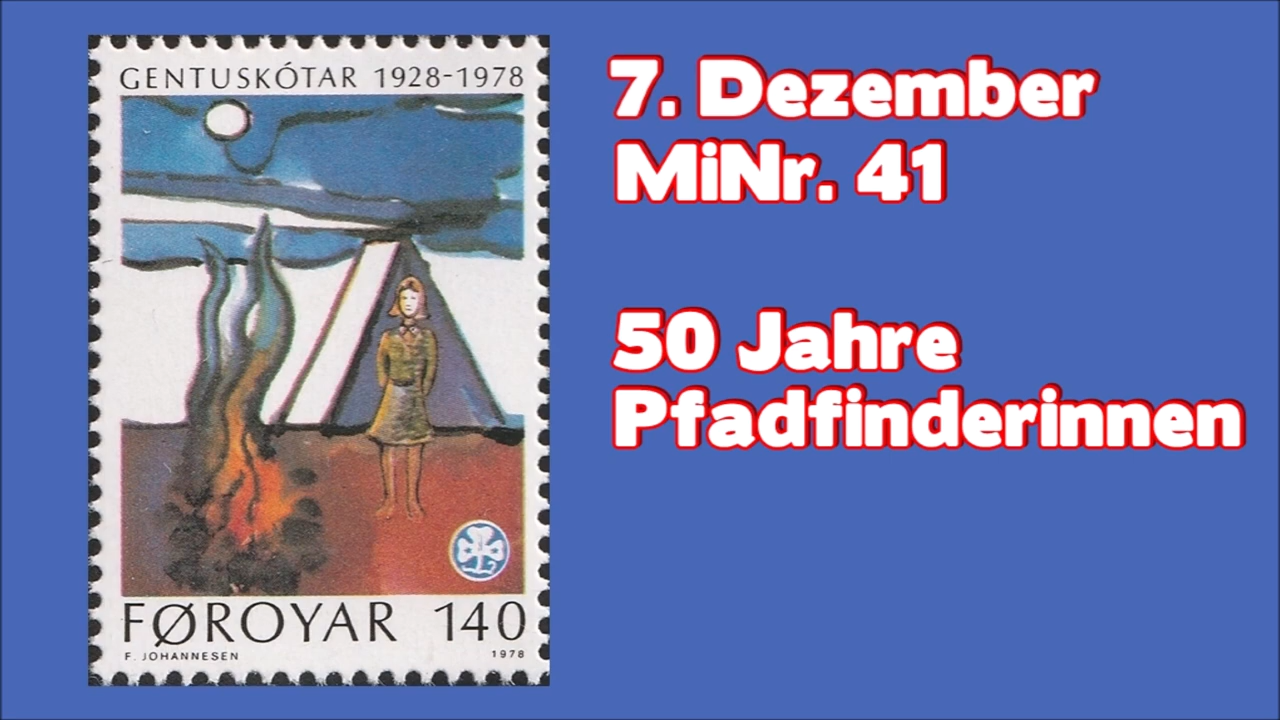 GENTUSKÓTAR 1928-1978
FØROYAR 140
F. JOHANNESEN 1978
7. Dezember
MiNr. 41
50 Jahre
Pfadfinderinnen